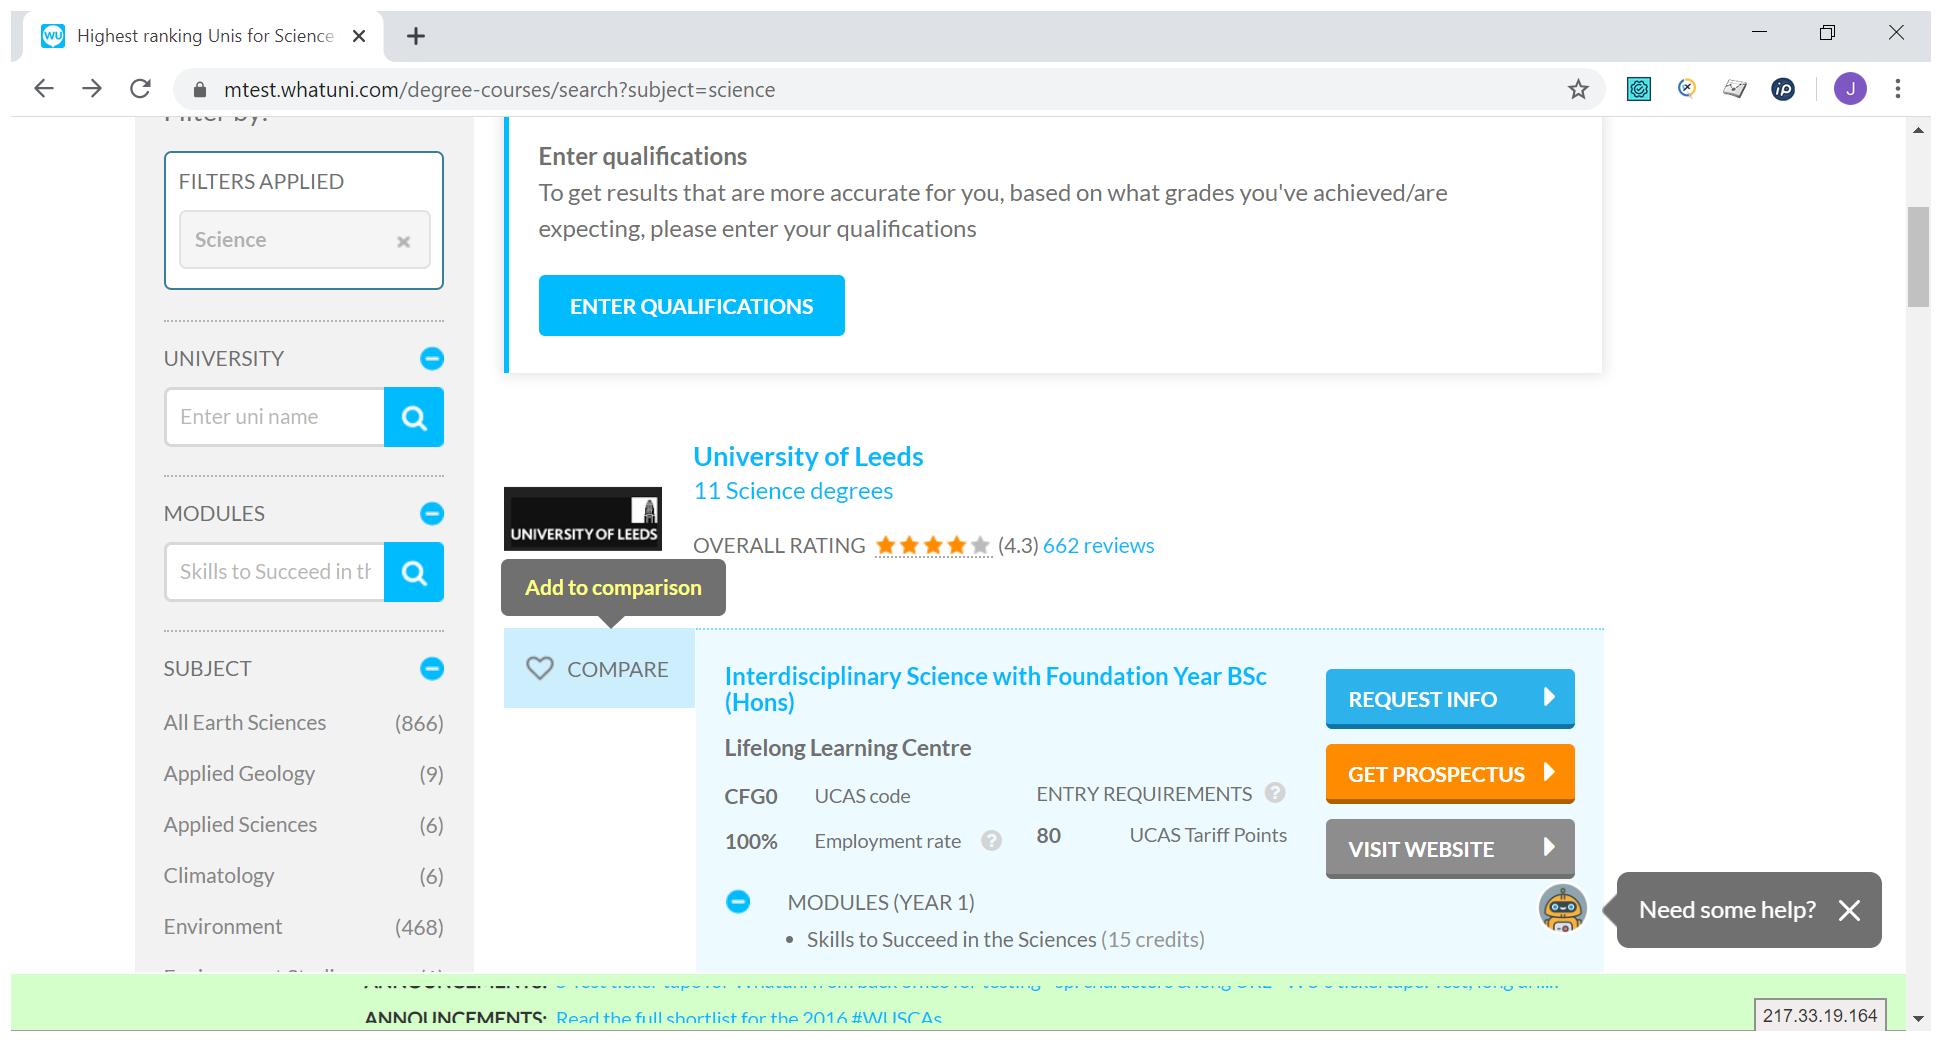 WU Highest ranking Unis for Science
mtest.whatuni.com/degree-courses/search?subject=science
iP
J
Filter by:
FILTERS APPLIED
Science
UNIVERSITY
Enter uni name
MODULES
Skills to Succeed in th
SUBJECT
All Earth Sciences (866)
Applied Geology (9)
Applied Sciences (6)
Climatology (6)
Environment (468)
Enter qualifications
To get results that are more accurate for you, based on what grades you've achieved/are
expecting, please enter your qualifications
ENTER QUALIFICATIONS
UNIVERSITY OF LEEDS
University of Leeds
11 Science degrees
OVERALL RATING (4.3) 662 reviews
Add to comparison
COMPARE
Interdisciplinary Science with Foundation Year BSc
(Hons)
Lifelong Learning Centre
CFG0 UCAS code
100% Employment rate ?
ENTRY REQUIREMENTS ?
80 UCAS Tariff Points
MODULES (YEAR 1)
• Skills to Succeed in the Sciences (15 credits)
REQUEST INFO
GET PROSPECTUS
VISIT WEBSITE
Need some help?
ANNOUNCEMENTS:
ANNOUNCEMENTS: Read the full shortlist for the 2016 #WUSCAs
217.33.19.164